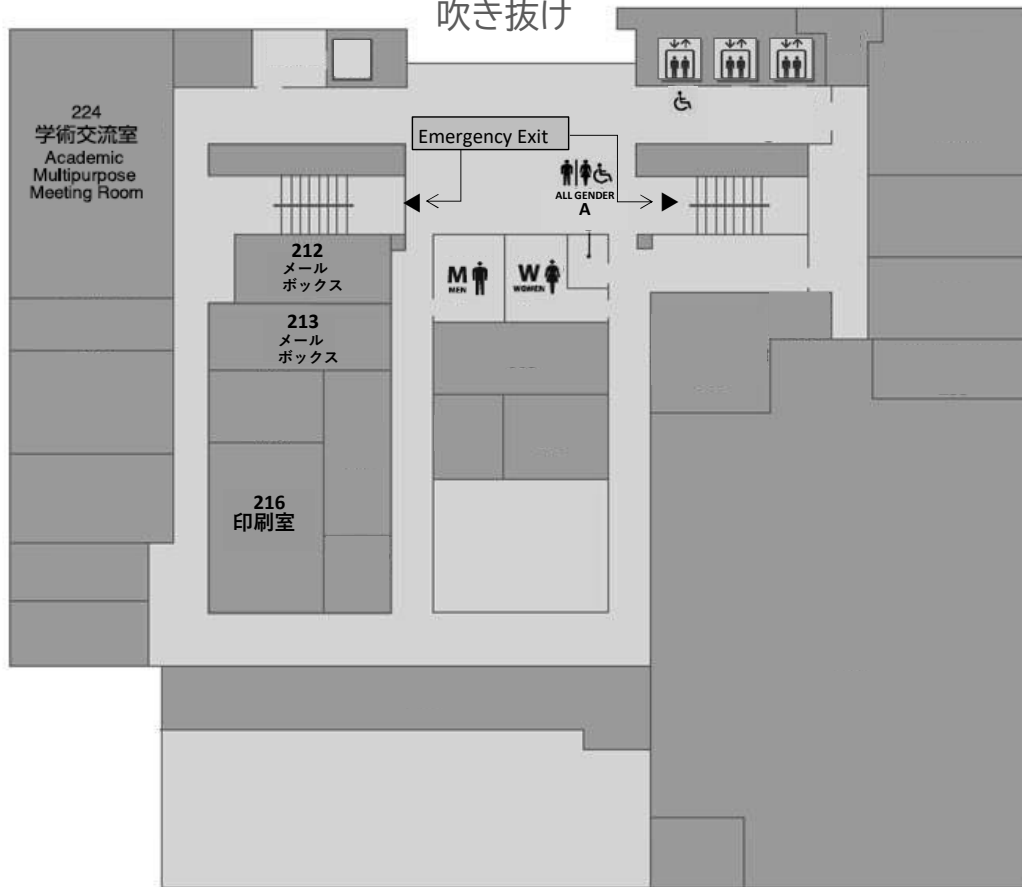 吹き抜け
224
学術交流室
Academic
Multipurpose
Meeting Room
Emergency Exit
ALL GENDER
A
212
メール
ボックス
M
MEN
W
WOMEN
213
メール
ボックス
216
印刷室